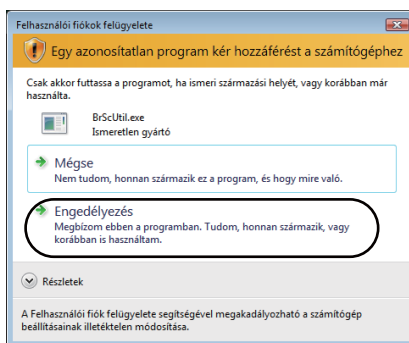 Felhasználói fiókok felügyelete
Egy azonosítatlan program kér hozzáférést a számítógéphez
Csak akkor futtassa a programot, ha ismeri származási helyét, vagy korábban már
használta.
BrScUtil.exe
Ismeretlen gyártó
Mégse
Nem tudom, honnan származik ez a program, és hogy mire való.
Engedélyezés
Megbízom ebben a programban. Tudom, honnan származik, vagy
korábban is használtam.
Részletek
A Felhasználói fiók felügyelete segítségével megakadályozható a számítógép
beállításainak illetéktelen módosítása.